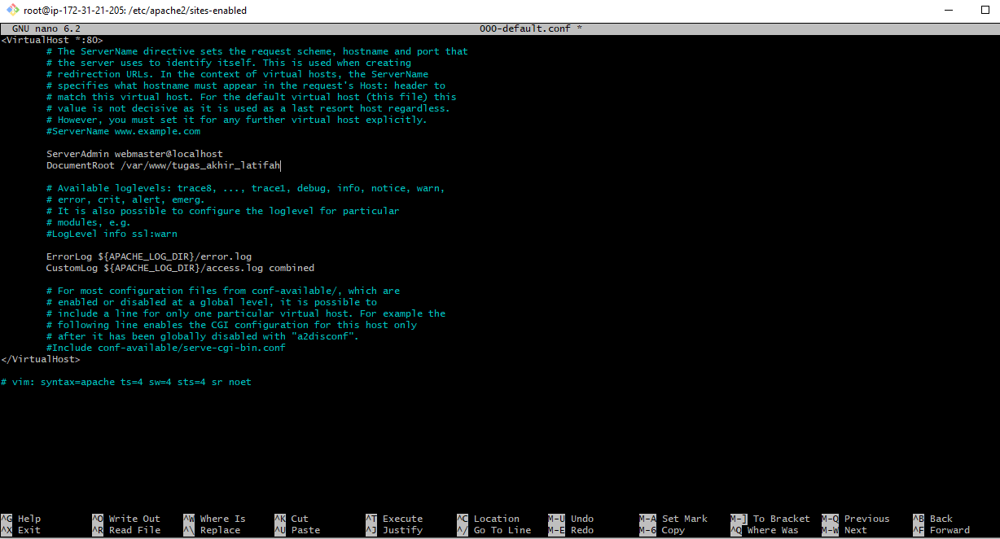 root@ip-172-31-21-205: /etc/apache2/sites-enabled
GNU nano 6.2 000-default.conf *
<VirtualHost *:80>
# The ServerName directive sets the request scheme, hostname and port that
# the server uses to identify itself. This is used when creating
# redirection URLs. In the context of virtual hosts, the ServerName
# specifies what hostname must appear in the request's Host: header to
# match this virtual host. For the default virtual host (this file) this
# value is not decisive as it is used as a last resort host regardless.
# However, you must set it for any further virtual host explicitly.
#ServerName www.example.com
ServerAdmin webmaster@localhost
DocumentRoot /var/www/tugas_akhir_latifah
# Available loglevels: trace8, ..., trace1, debug, info, notice, warn,
# error, crit, alert, emerg.
# It is also possible to configure the loglevel for particular
# modules, e.g.
#LogLevel info ssl:warn
ErrorLog ${APACHE_LOG_DIR}/error.log
CustomLog ${APACHE_LOG_DIR}/access.log combined
# For most configuration files from conf-available/, which are
# enabled or disabled at a global level, it is possible to
# include a line for only one particular virtual host. For example the
# following line enables the CGI configuration for this host only
# after it has been globally disabled with "a2disconf".
#Include conf-available/serve-cgi-bin.conf
</VirtualHost>
# vim: syntax=apache ts=4 sw=4 sts=4 sr noet
^G Help ^O Write Out ^W Where Is ^K Cut ^T Execute ^C Location M-U Undo M-A Set Mark M-] To Bracket M-Q Previous ^B Back
^X Exit ^R Read File ^\ Replace ^U Paste ^J Justify ^/ Go To Line M-E Redo M-6 Copy ^Q Where Was M-W Next ^F Forward